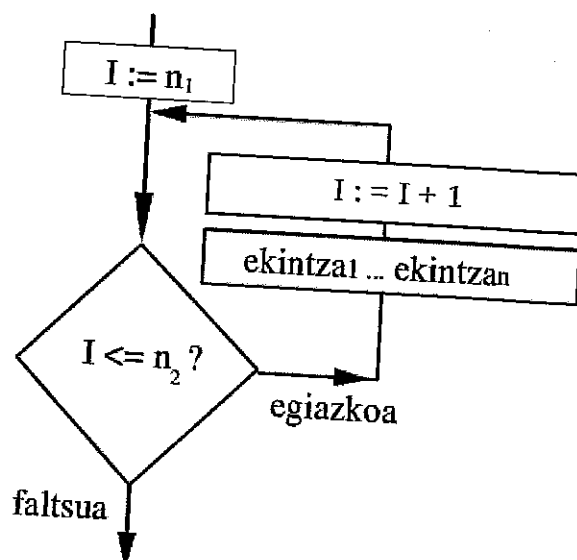 I := n₁
I : = I + 1
ekintza1 ... ekintzan
I <= n₂ ?
egiazkoa
faltsua